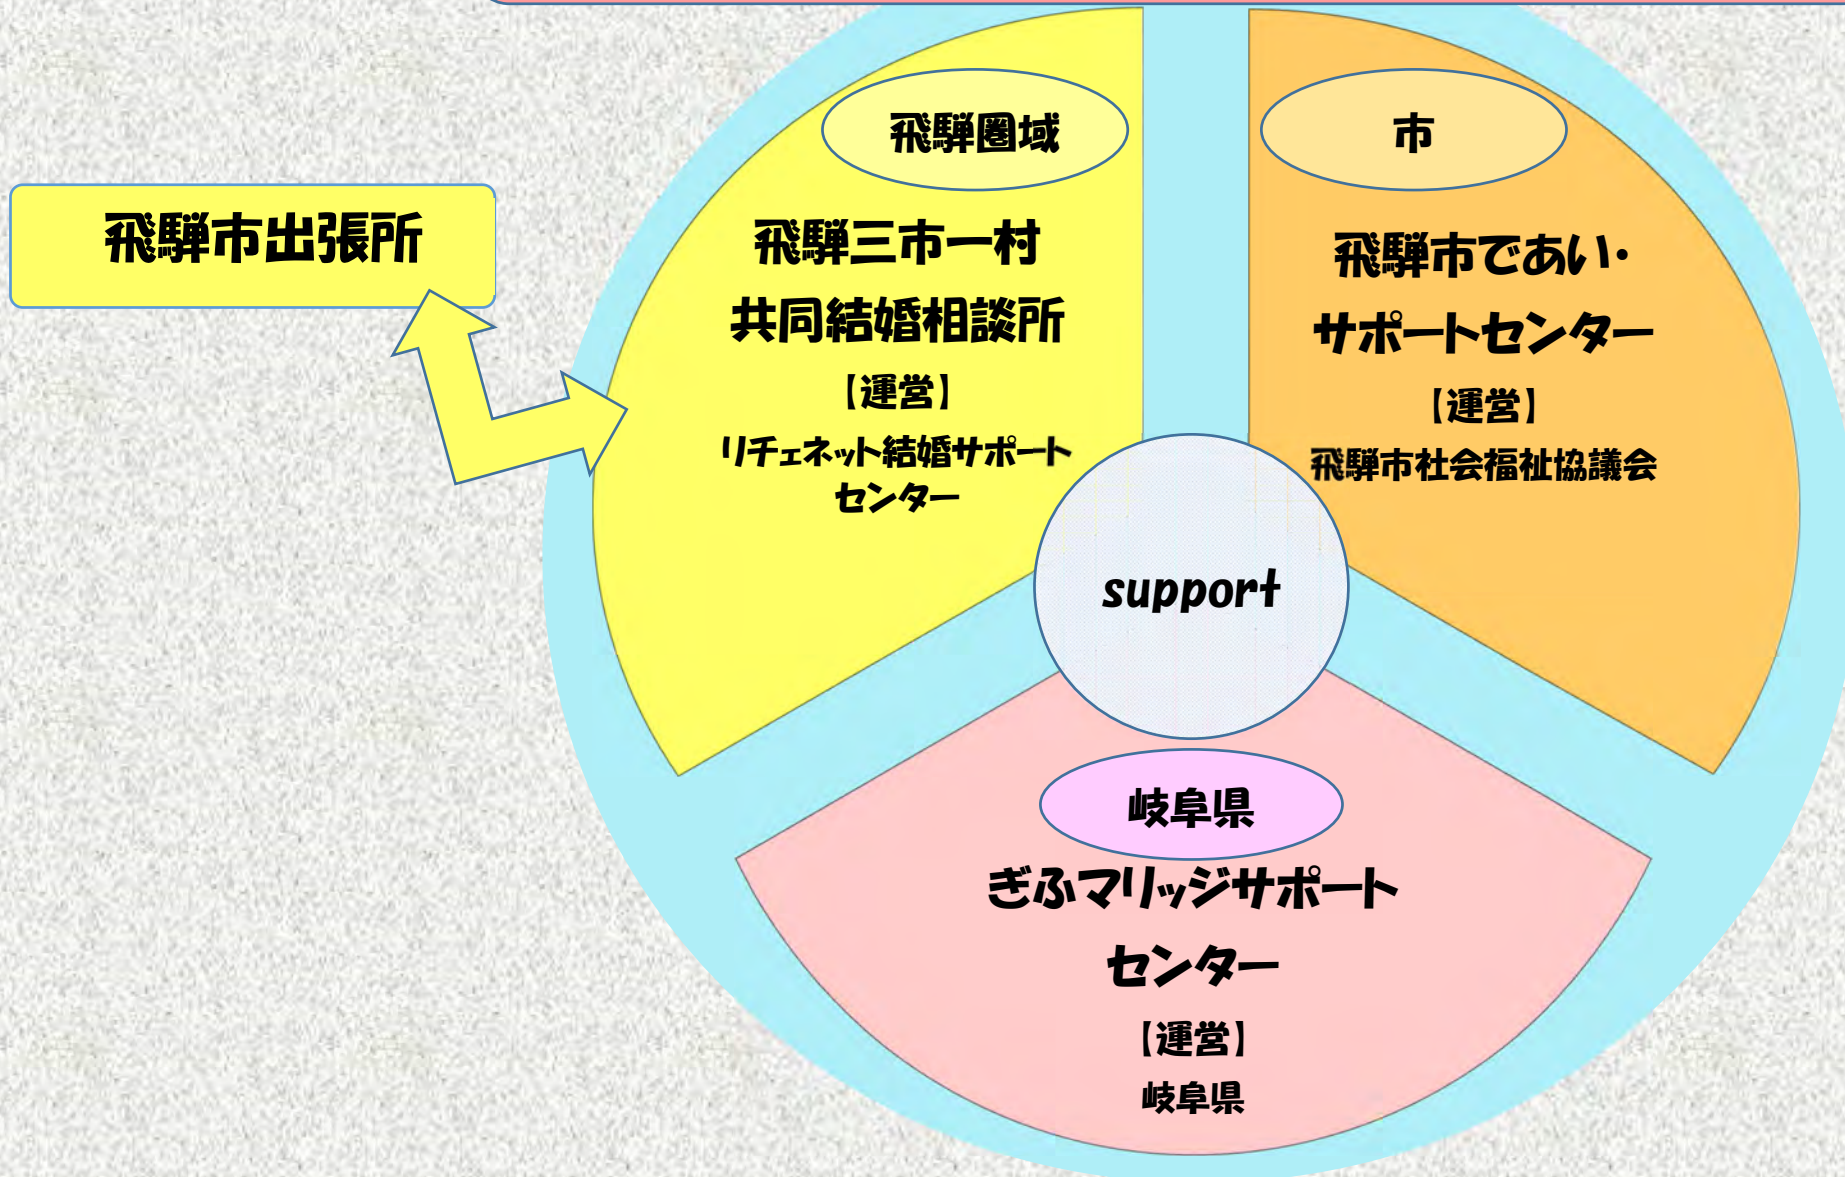 飛騨市出張所
飛騨圏域
飛騨三市一村
共同結婚相談所
【運営】
リチェネット結婚サポート
センター
市
飛騨市であい・
サポートセンター
【運営】
飛騨市社会福祉協議会
support
岐阜県
ぎふマリッジサポート
センター
【運営】
岐阜県